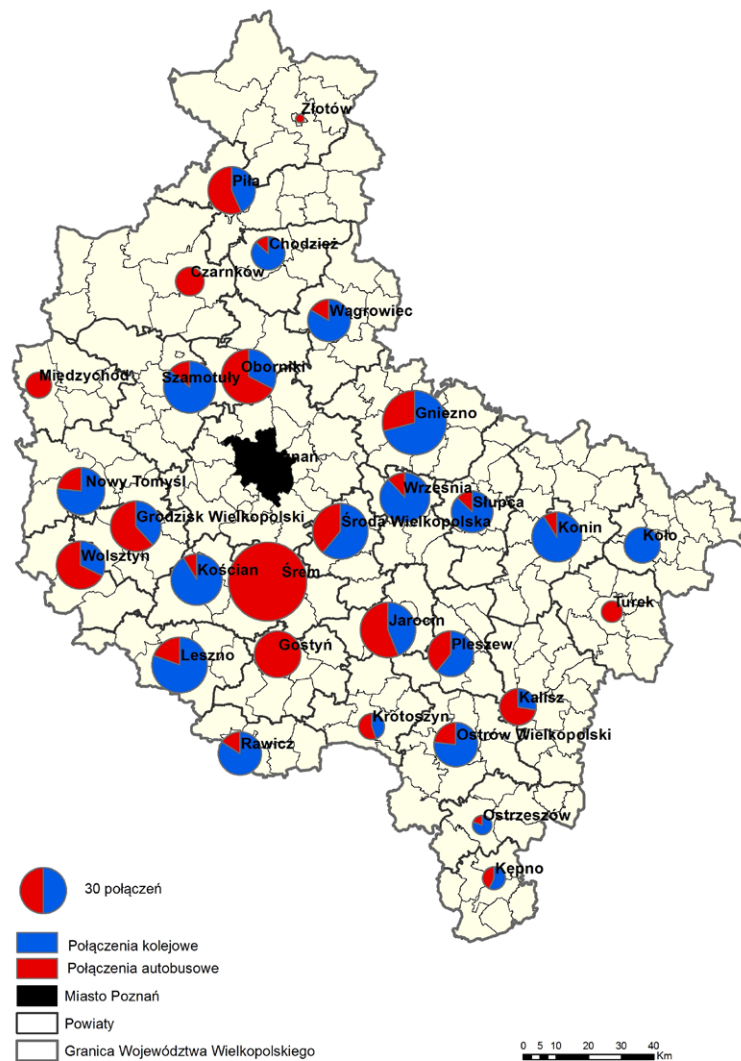 Złotów
Piła
Chodzież
Czarnków
Wągrowiec
Międzychód
Szamotuły
Oborniki
Gniezno
Nowy Tomyśl
Września
Słupca
Grodzisk Wielkopolski
Środa Wielkopolska
Konin
Koło
Wolsztyn
Kościan
Śrem
Turek
Jarocin
Leszno
Gostyń
Pleszew
Kalisz
Krotoszyn
Ostrów Wielkopolski
Rawicz
Ostrzeszów
Kępno
30 połączeń
Połączenia kolejowe
Połączenia autobusowe
Miasto Poznań
Powiaty
Granica Województwa Wielkopolskiego
0 5 10 20 30 40
Km